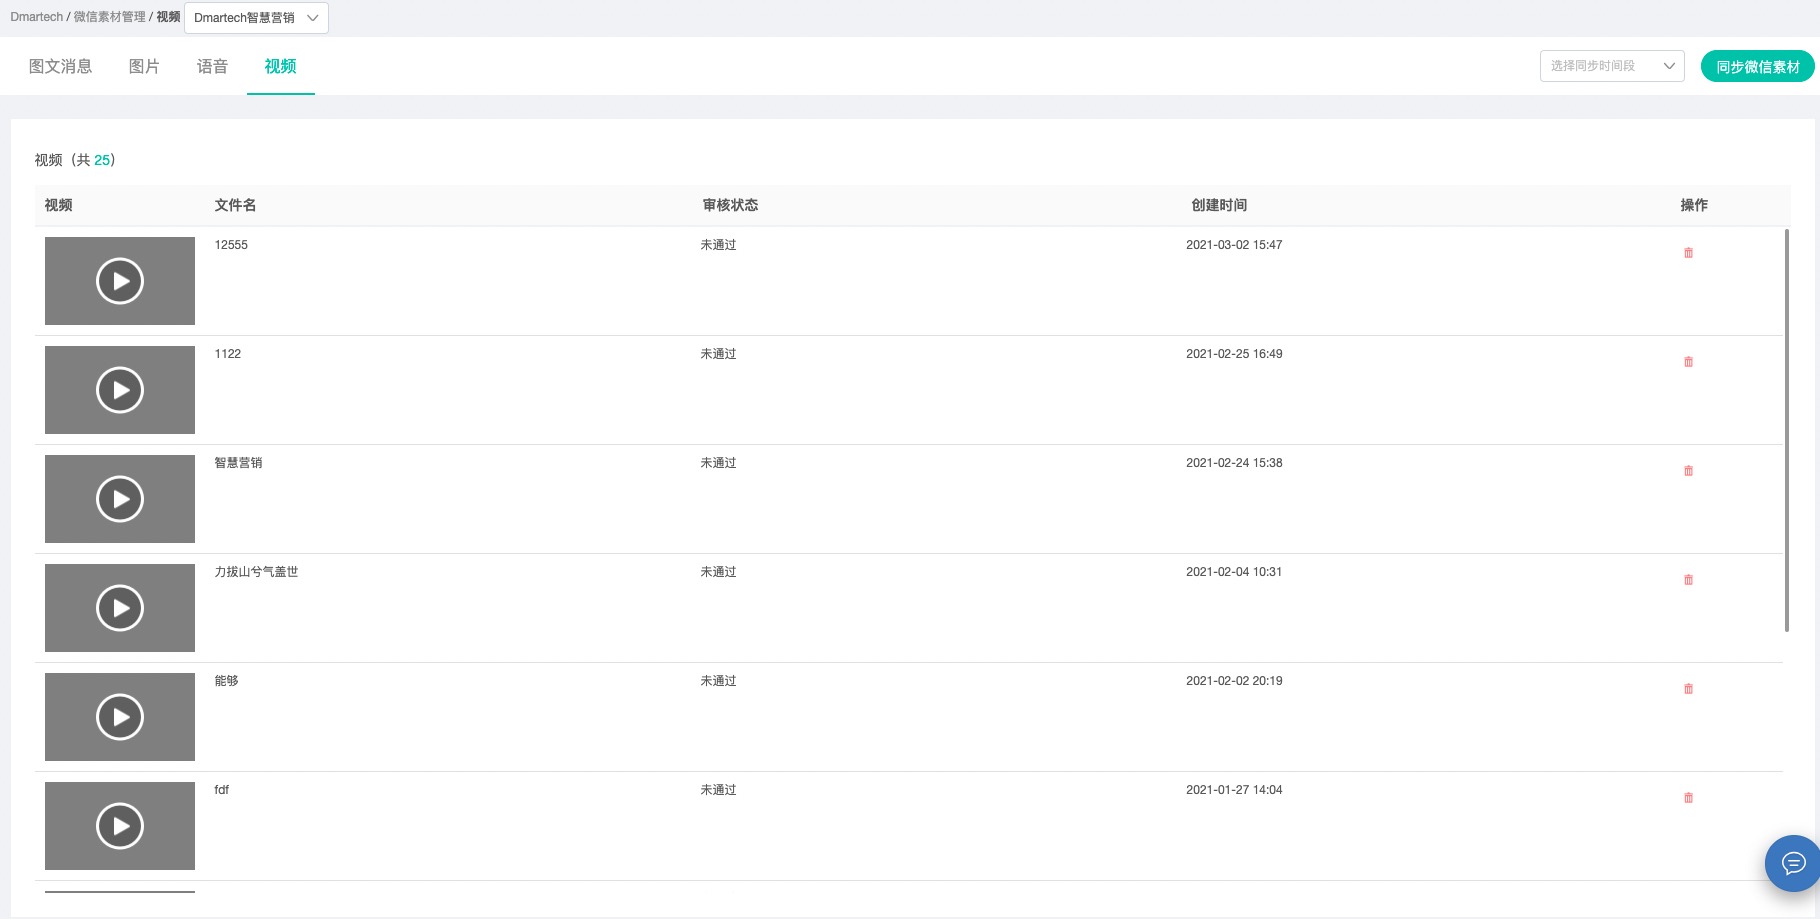 Dmartech / 微信素材管理 / 视频 Dmartech智慧营销
图文消息 图片 语音 视频 选择同步时间段 同步微信素材
视频（共 25）
视频 文件名 审核状态 创建时间 操作
12555 未通过 2021-03-02 15:47
1122 未通过 2021-02-25 16:49
智慧营销 未通过 2021-02-24 15:38
力拔山兮气盖世 未通过 2021-02-04 10:31
能够 未通过 2021-02-02 20:19
fdf 未通过 2021-01-27 14:04